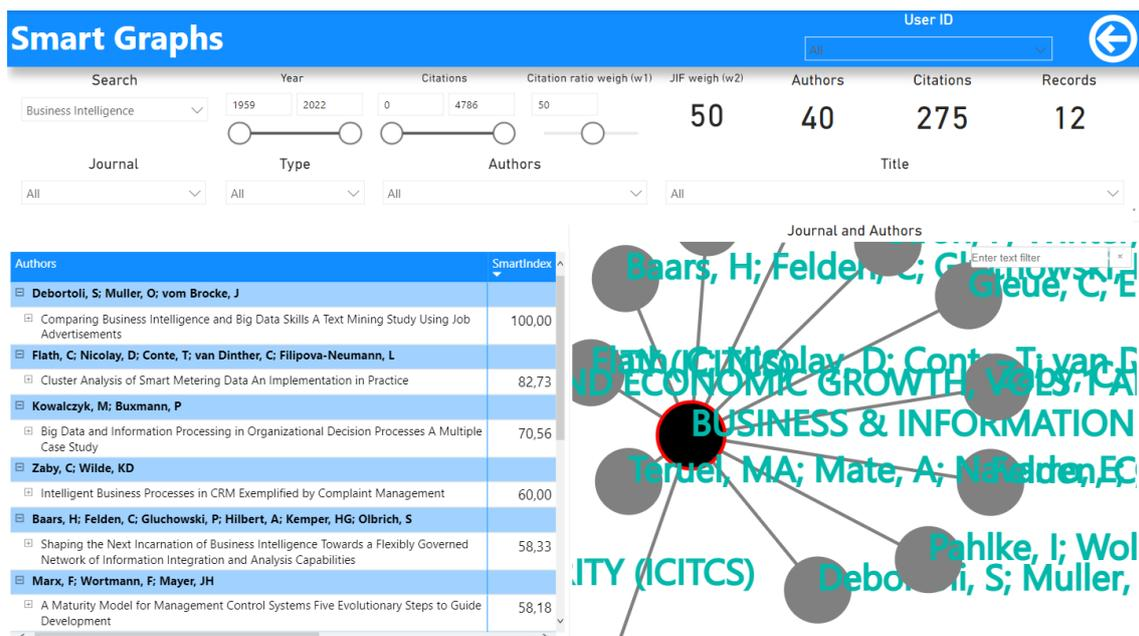 Smart Graphs
User ID
All
Search
Year
Citations
Citation ratio weigh (w1)
JIF weigh (w2)
Authors
Citations
Records
Business Intelligence
1959
2022
0
4786
50
50
40
275
12
Journal
Type
Authors
Title
All
All
All
All
Journal and Authors
Enter text filter
Authors
SmartIndex
Debortoli, S; Muller, O; vom Brocke, J
Comparing Business Intelligence and Big Data Skills A Text Mining Study Using Job
Advertisements
100,00
Flath, C; Nicolay, D; Conte, T; van Dinther, C; Filipova-Neumann, L
Cluster Analysis of Smart Metering Data An Implementation in Practice
82,73
Kowalczyk, M; Buxmann, P
Big Data and Information Processing in Organizational Decision Processes A Multiple
Case Study
70,56
Zaby, C; Wilde, KD
Intelligent Business Processes in CRM Exemplified by Complaint Management
60,00
Baars, H; Felden, C; Gluchowski, P; Hilbert, A; Kemper, HG; Olbrich, S
Shaping the Next Incarnation of Business Intelligence Towards a Flexibly Governed
Network of Information Integration and Analysis Capabilities
58,33
Marx, F; Wortmann, F; Mayer, JH
A Maturity Model for Management Control Systems Five Evolutionary Steps to Guide
Development
58,18
Baars, H; Felden, C; Gluchowski,
Gleue, C; E
Flath, C; Nicolay, D; Conte, T; van D
ND ECONOMIC GROWTH, VOLS 1 A
Zaby, C;
BUSINESS & INFORMATION
Teruel, MA; Mate, A; Navarro, E;
Pahlke, I; Wol
ITY (ICITCS)
Debortoli, S; Muller,